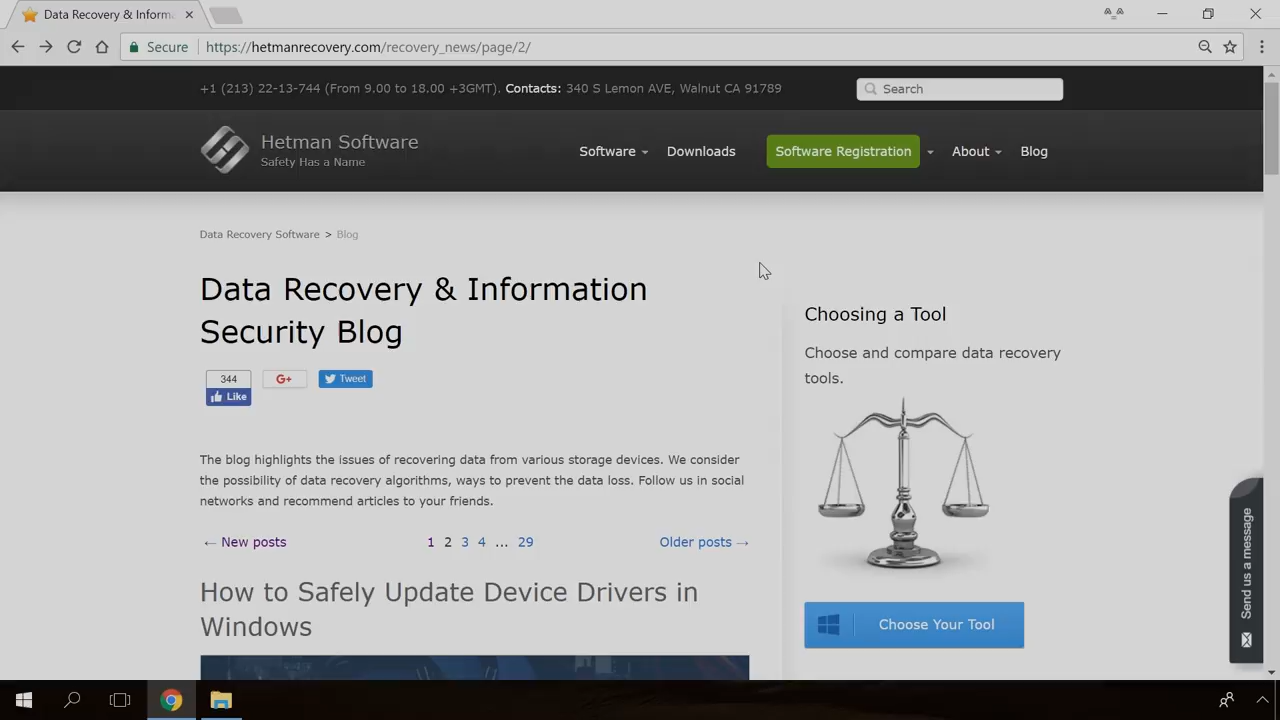 Data Recovery & Inform
Secure
https://hetmanrecovery.com/recovery_news/page/2/
+1 (213) 22-13-744 (From 9.00 to 18.00 +3GMT). Contacts: 340 S Lemon AVE, Walnut CA 91789
Search
Hetman Software
Safety Has a Name
Software
Downloads
Software Registration
About
Blog
Data Recovery Software > Blog
Data Recovery & Information
Security Blog
344
Like
G+
Tweet
The blog highlights the issues of recovering data from various storage devices. We consider
the possibility of data recovery algorithms, ways to prevent the data loss. Follow us in social
networks and recommend articles to your friends.
← New posts
1 2 3 4 ... 29
Older posts →
How to Safely Update Device Drivers in
Windows
Choosing a Tool
Choose and compare data recovery
tools.
Choose Your Tool
Send us a message